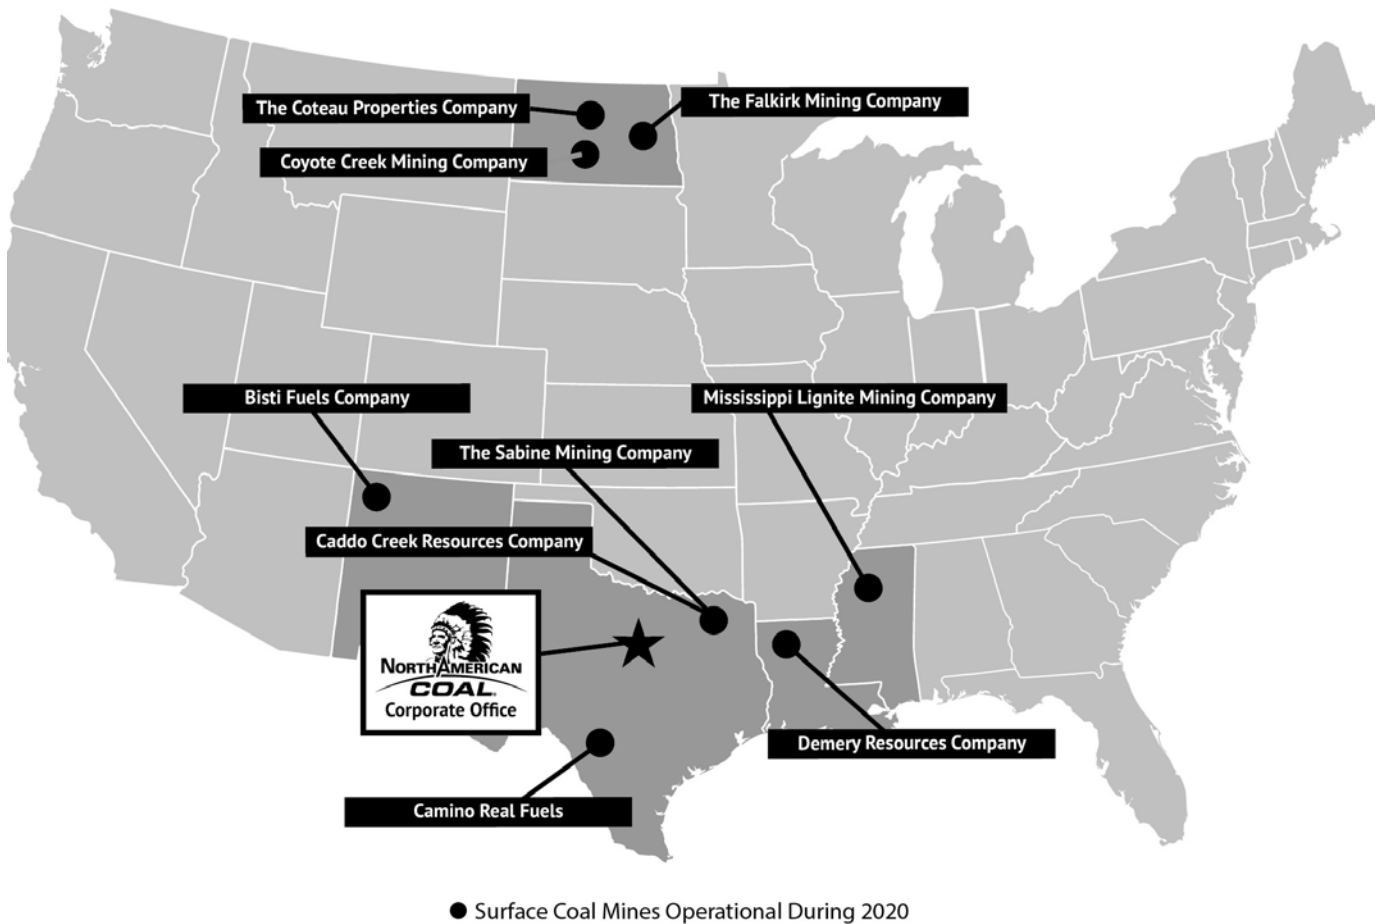 The Coteau Properties Company
The Falkirk Mining Company
Coyote Creek Mining Company
Bisti Fuels Company
Mississippi Lignite Mining Company
The Sabine Mining Company
Caddo Creek Resources Company
NORTH AMERICAN
COAL
Corporate Office
Demery Resources Company
Camino Real Fuels
Surface Coal Mines Operational During 2020